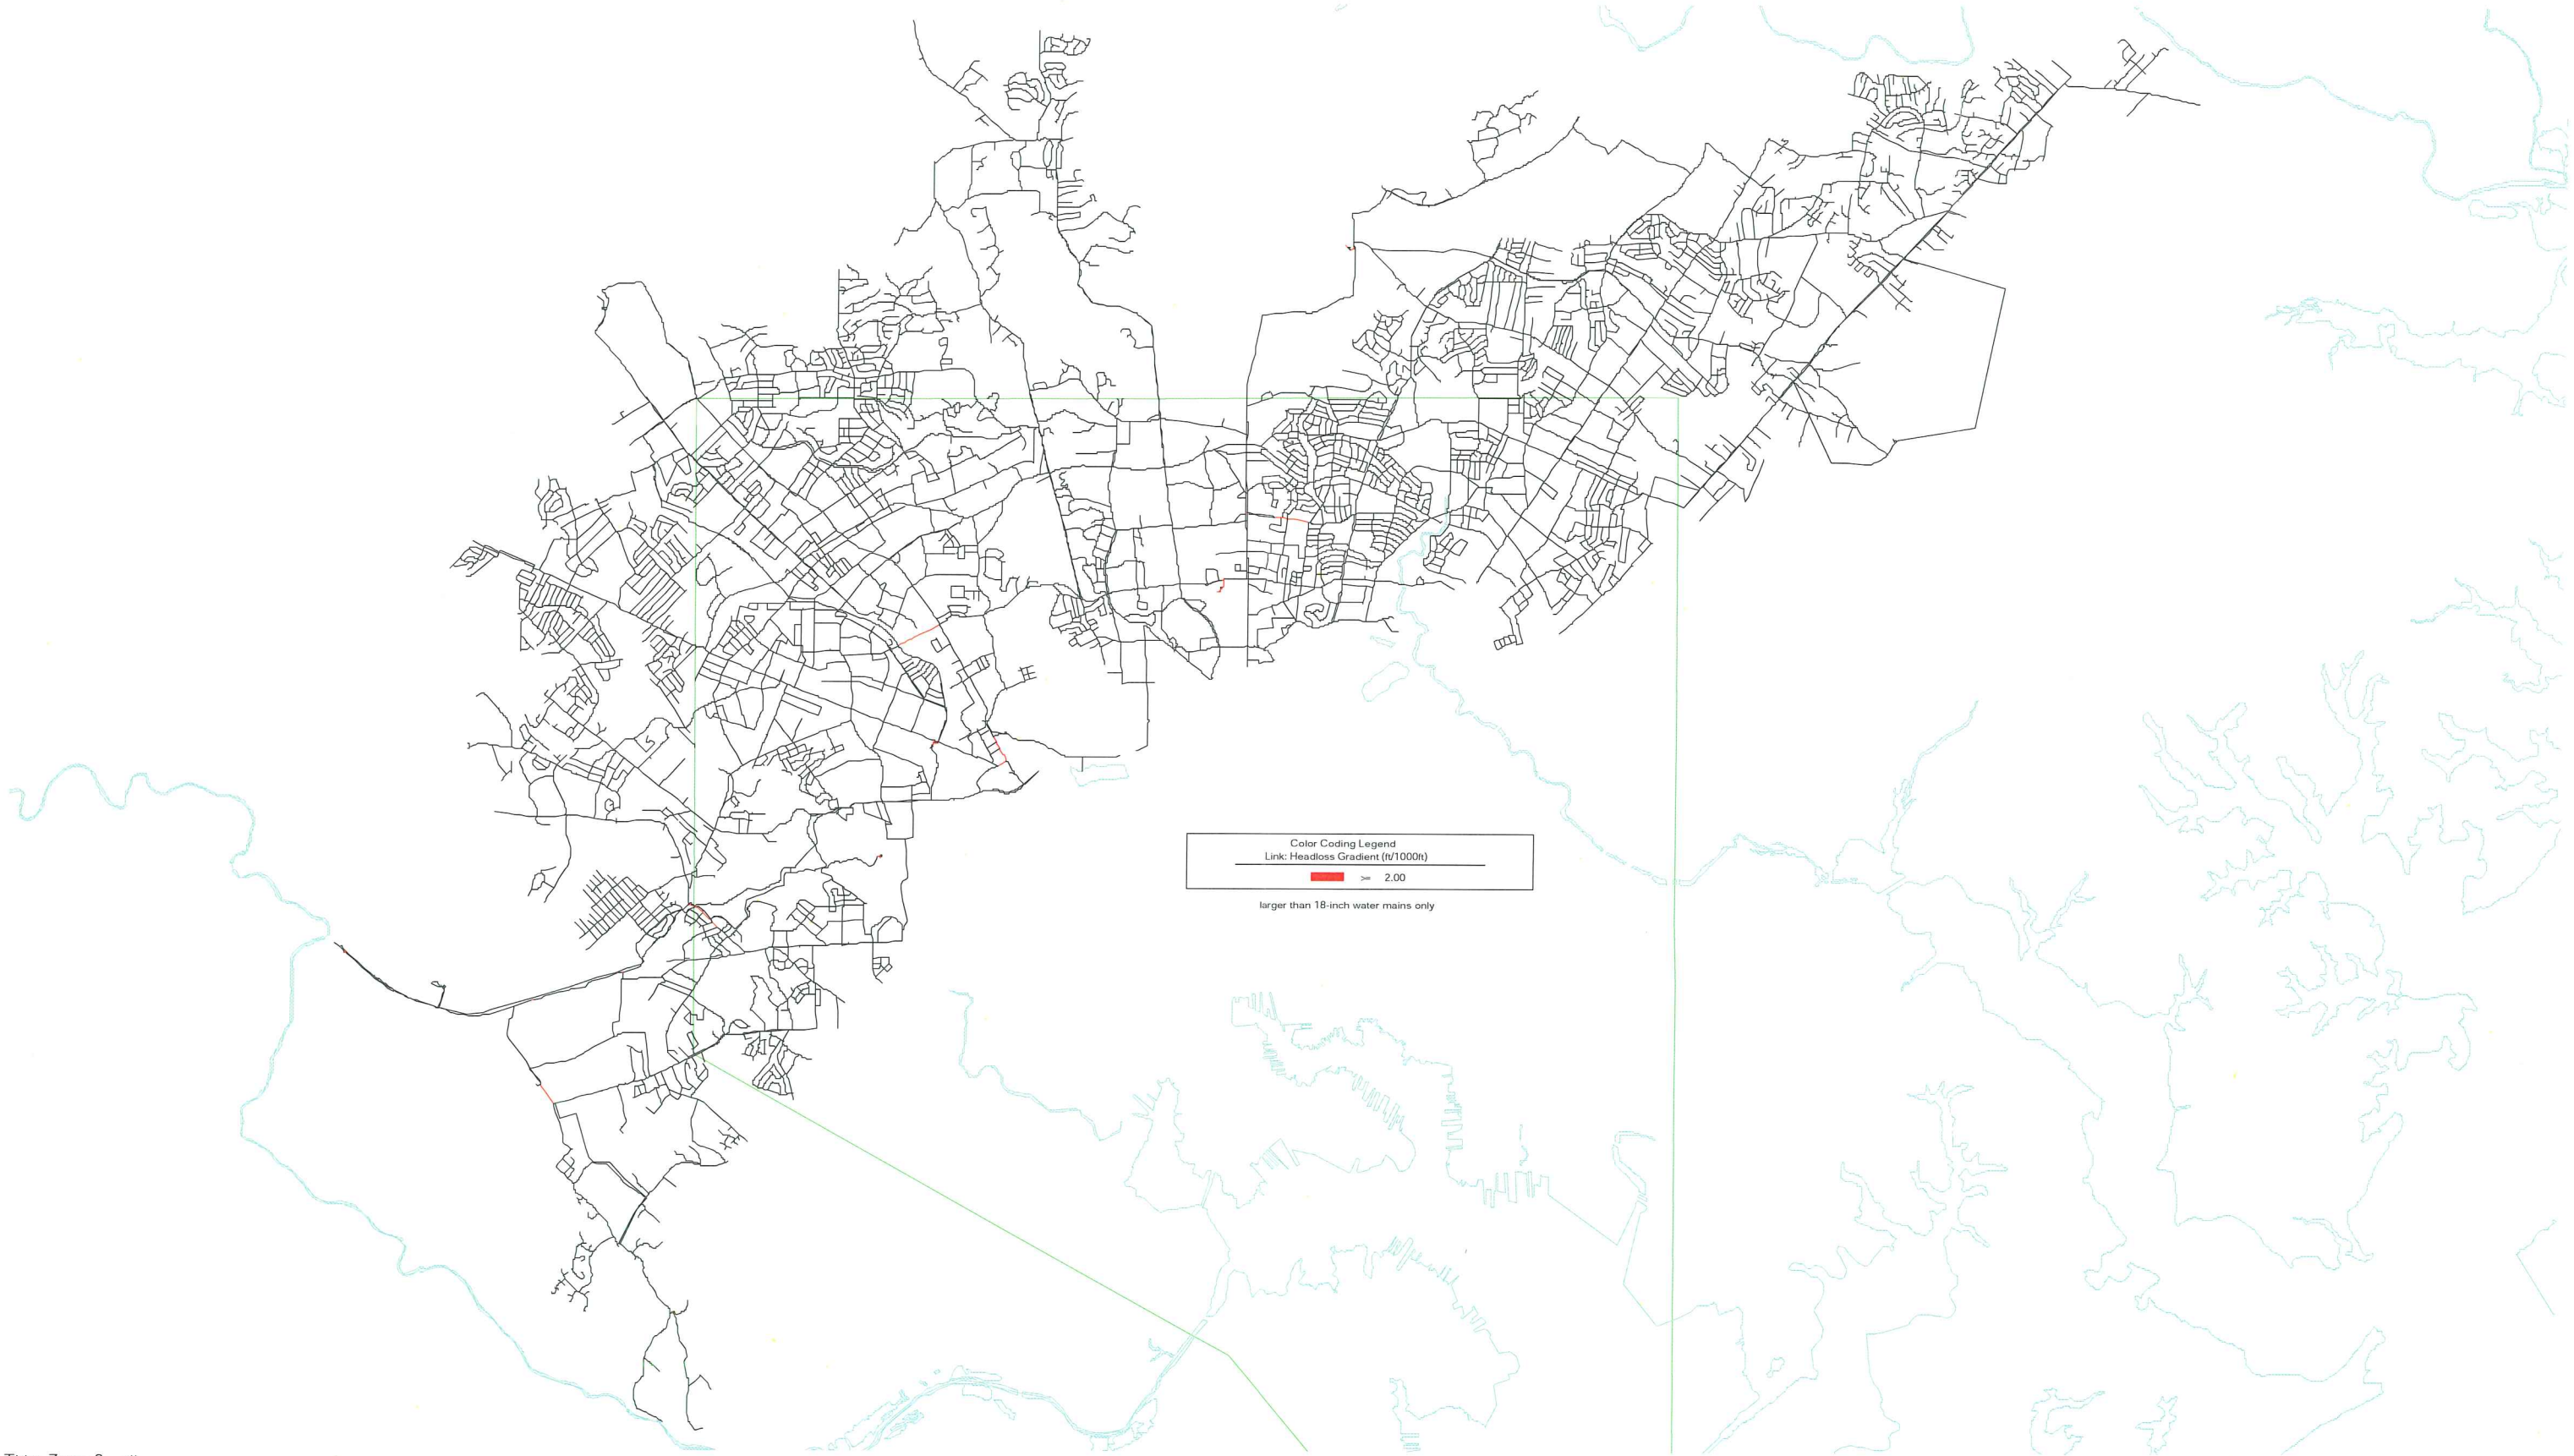 Color Coding Legend
Link: Headloss Gradient (ft/1000ft)
>= 2.00
larger than 18-inch water mains only